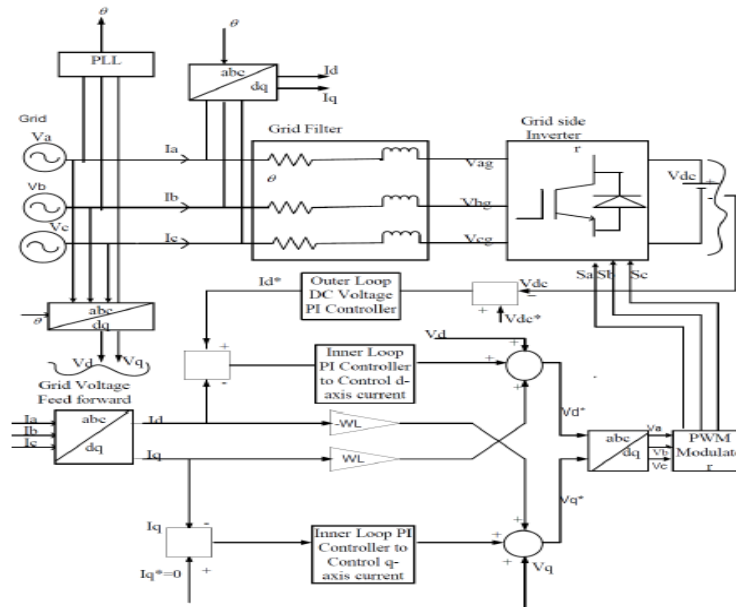 θ
θ
PLL
abc
dq
Id
Iq
Grid
Va
Ia
Grid Filter
Grid side
Inverter
r
Vag
Vdc
+
-
θ
Vb
Ib
Vbg
Vc
Ic
Vcg
Sa Sb Sc
Id*
Outer Loop
DC Voltage
PI Controller
Vdc
-
+
Vdc*
θ
abc
dq
Vd Vq
Grid Voltage
Feed forward
+
-
Inner Loop
PI Controller
to Control d-
axis current
Vd
+
+
+
Vd*
Ia
Ib
Ic
abc
dq
Id
Iq
-WL
WL
abc
dq
Va
Vb
Vc
PWM
Modulato
r
Vq*
Iq
-
+
Iq*=0
Inner Loop PI
Controller to
Control q-
axis current
+
+
+
Vq